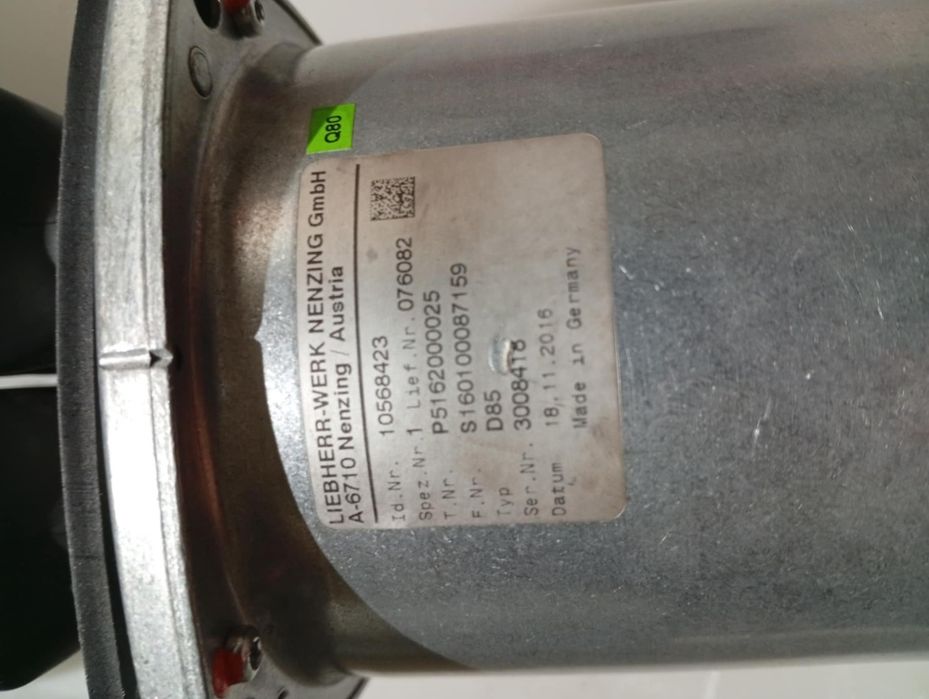 Q80
LIEBHERR-WERK NENZING GmbH
A-6710 Nenzing / Austria
Id.Nr. 10568423
Spez.Nr.1 Lief.Nr.076082
T.Nr. P516200000025
F.Nr. S160100087159
Typ D85
Ser.Nr. 3008418
Datum 18.11.2016
Made in Germany